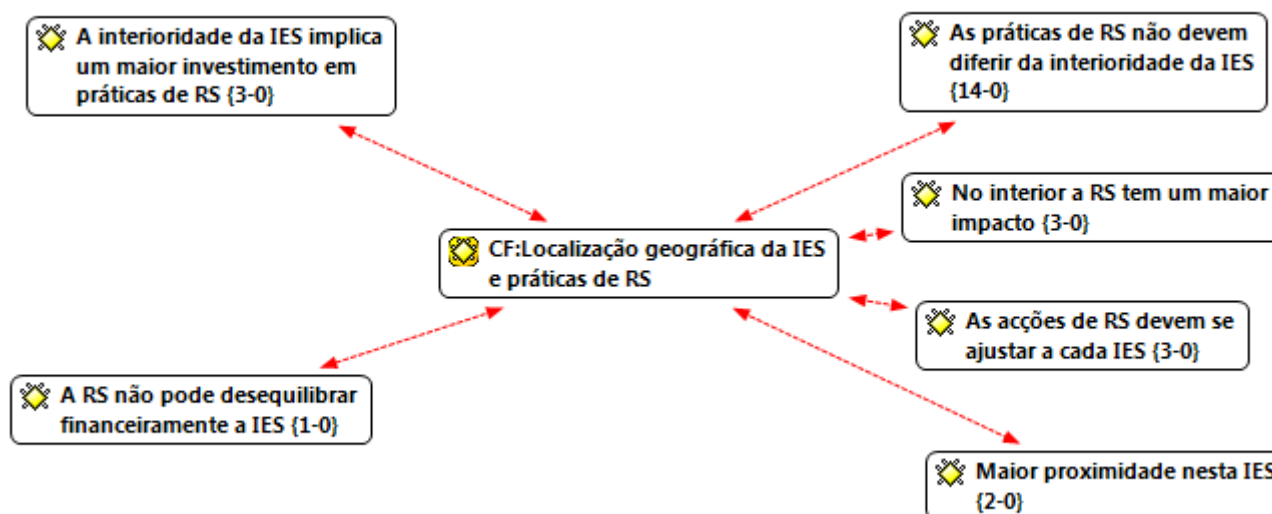 A interioridade da IES implica
um maior investimento em
práticas de RS {3-0}
As práticas de RS não devem
diferir da interioridade da IES
{14-0}
No interior a RS tem um maior
impacto {3-0}
CF:Localização geográfica da IES
e práticas de RS
As acções de RS devem se
ajustar a cada IES {3-0}
A RS não pode desequilibrar
financeiramente a IES {1-0}
Maior proximidade nesta IES
{2-0}